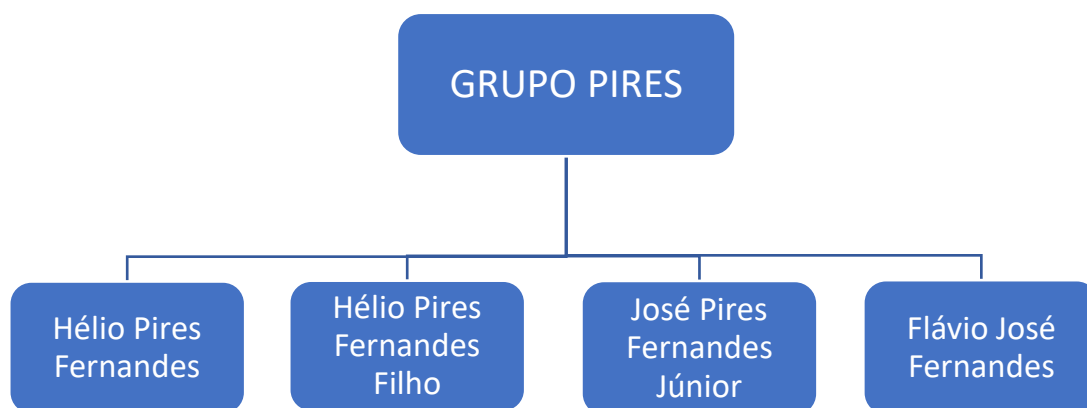 GRUPO PIRES
Hélio Pires
Fernandes
Hélio Pires
Fernandes
Filho
José Pires
Fernandes
Júnior
Flávio José
Fernandes